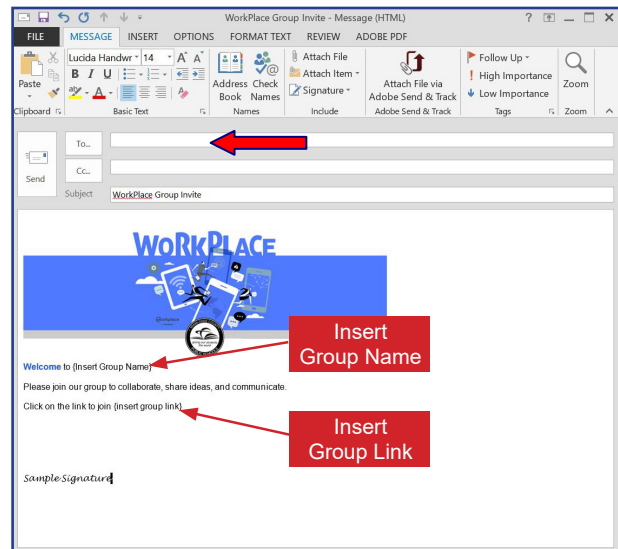 WorkPlace Group Invite - Message (HTML)
FILE MESSAGE INSERT OPTIONS FORMAT TEXT REVIEW ADOBE PDF
Paste
Clipboard
Lucida Handwr 14 A A
B I U
aby A
Basic Text
Address Book
Check Names
Names
Attach File
Attach Item
Signature
Include
Attach File via
Adobe Send & Track
Adobe Send & Track
Follow Up
High Importance
Low Importance
Tags
Zoom
Zoom
Send
To...
Cc...
Subject WorkPlace Group Invite
WORKPLACE
Workplace
Insert
Group Name
Welcome to {Insert Group Name}
Please join our group to collaborate, share ideas, and communicate.
Click on the link to join {insert group link}
Insert
Group Link
Sample Signature